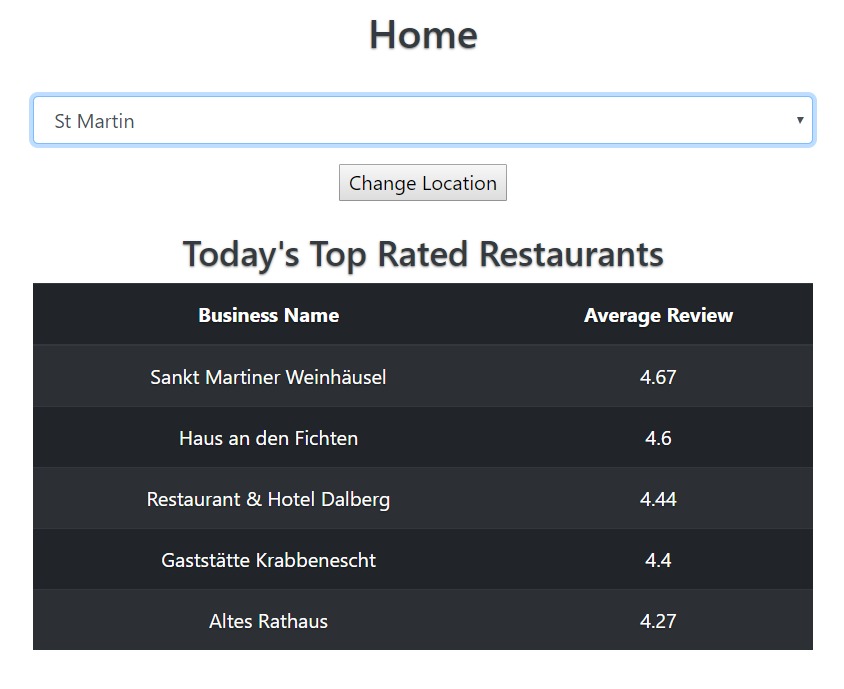 Home
St Martin
Change Location
Today's Top Rated Restaurants
Business Name Average Review
Sankt Martiner Weinhäusel 4.67
Haus an den Fichten 4.6
Restaurant & Hotel Dalberg 4.44
Gaststätte Krabbenescht 4.4
Altes Rathaus 4.27